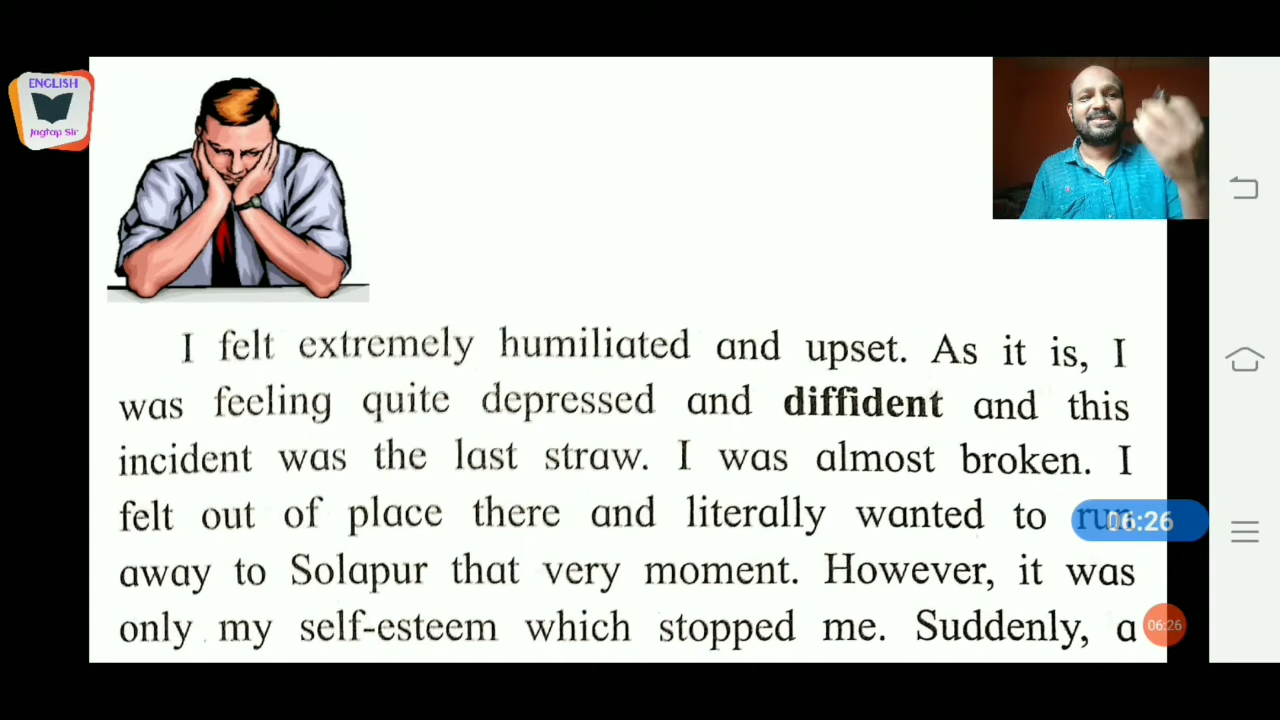 ENGLISH
Jagtap Sir
I felt extremely humiliated and upset. As it is, I
was feeling quite depressed and diffident and this
incident was the last straw. I was almost broken. I
felt out of place there and literally wanted to run
06:26
away to Solapur that very moment. However, it was
only my self-esteem which stopped me. Suddenly, a
06:26